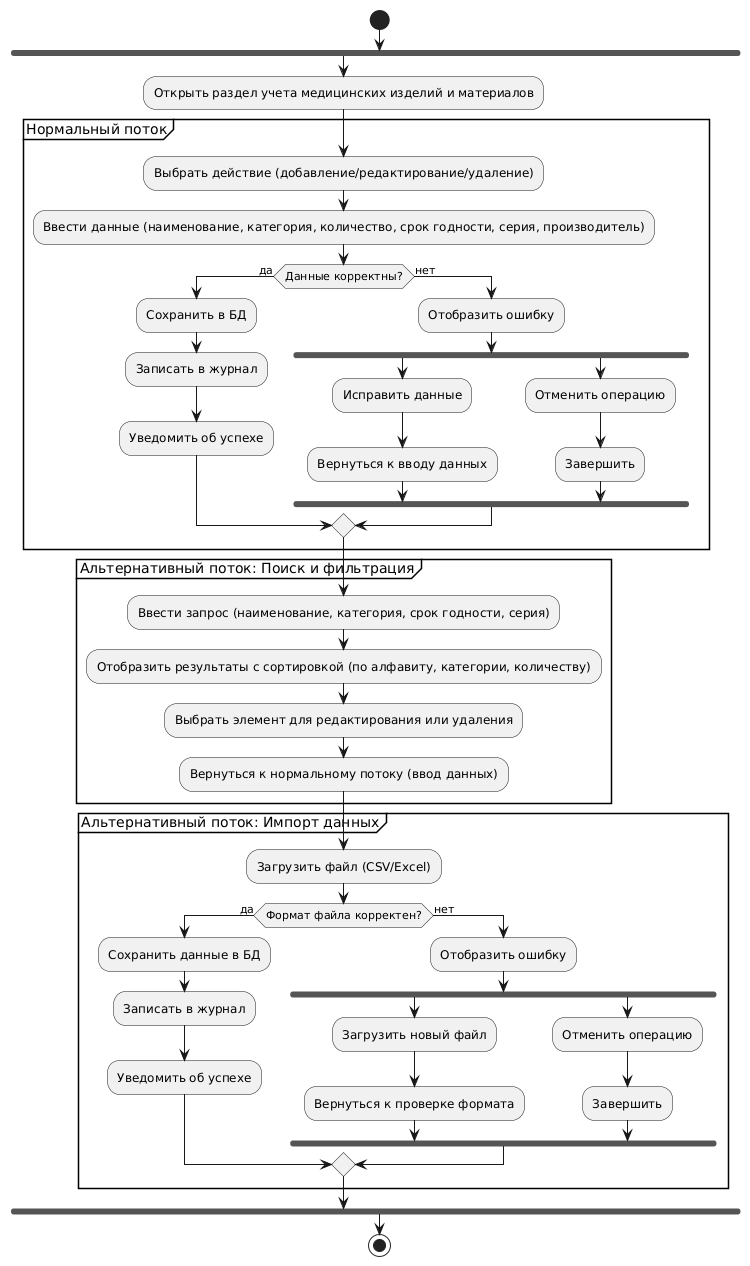 Открыть раздел учета медицинских изделий и материалов
Нормальный поток
Выбрать действие (добавление/редактирование/удаление)
Ввести данные (наименование, категория, количество, срок годности, серия, производитель)
да
Данные корректны?
нет
Сохранить в БД
Отобразить ошибку
Записать в журнал
Исправить данные
Отменить операцию
Уведомить об успехе
Вернуться к вводу данных
Завершить
Альтернативный поток: Поиск и фильтрация
Ввести запрос (наименование, категория, срок годности, серия)
Отобразить результаты с сортировкой (по алфавиту, категории, количеству)
Выбрать элемент для редактирования или удаления
Вернуться к нормальному потоку (ввод данных)
Альтернативный поток: Импорт данных
Загрузить файл (CSV/Excel)
да
Формат файла корректен?
нет
Сохранить данные в БД
Отобразить ошибку
Записать в журнал
Загрузить новый файл
Отменить операцию
Уведомить об успехе
Вернуться к проверке формата
Завершить